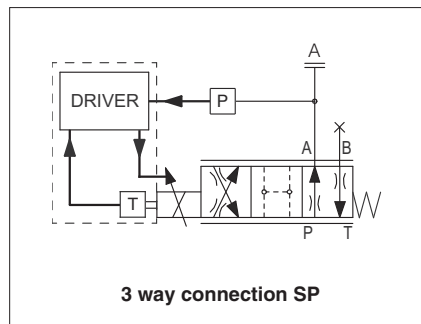 A
DRIVER
P
A B
T
P T
3 way connection SP